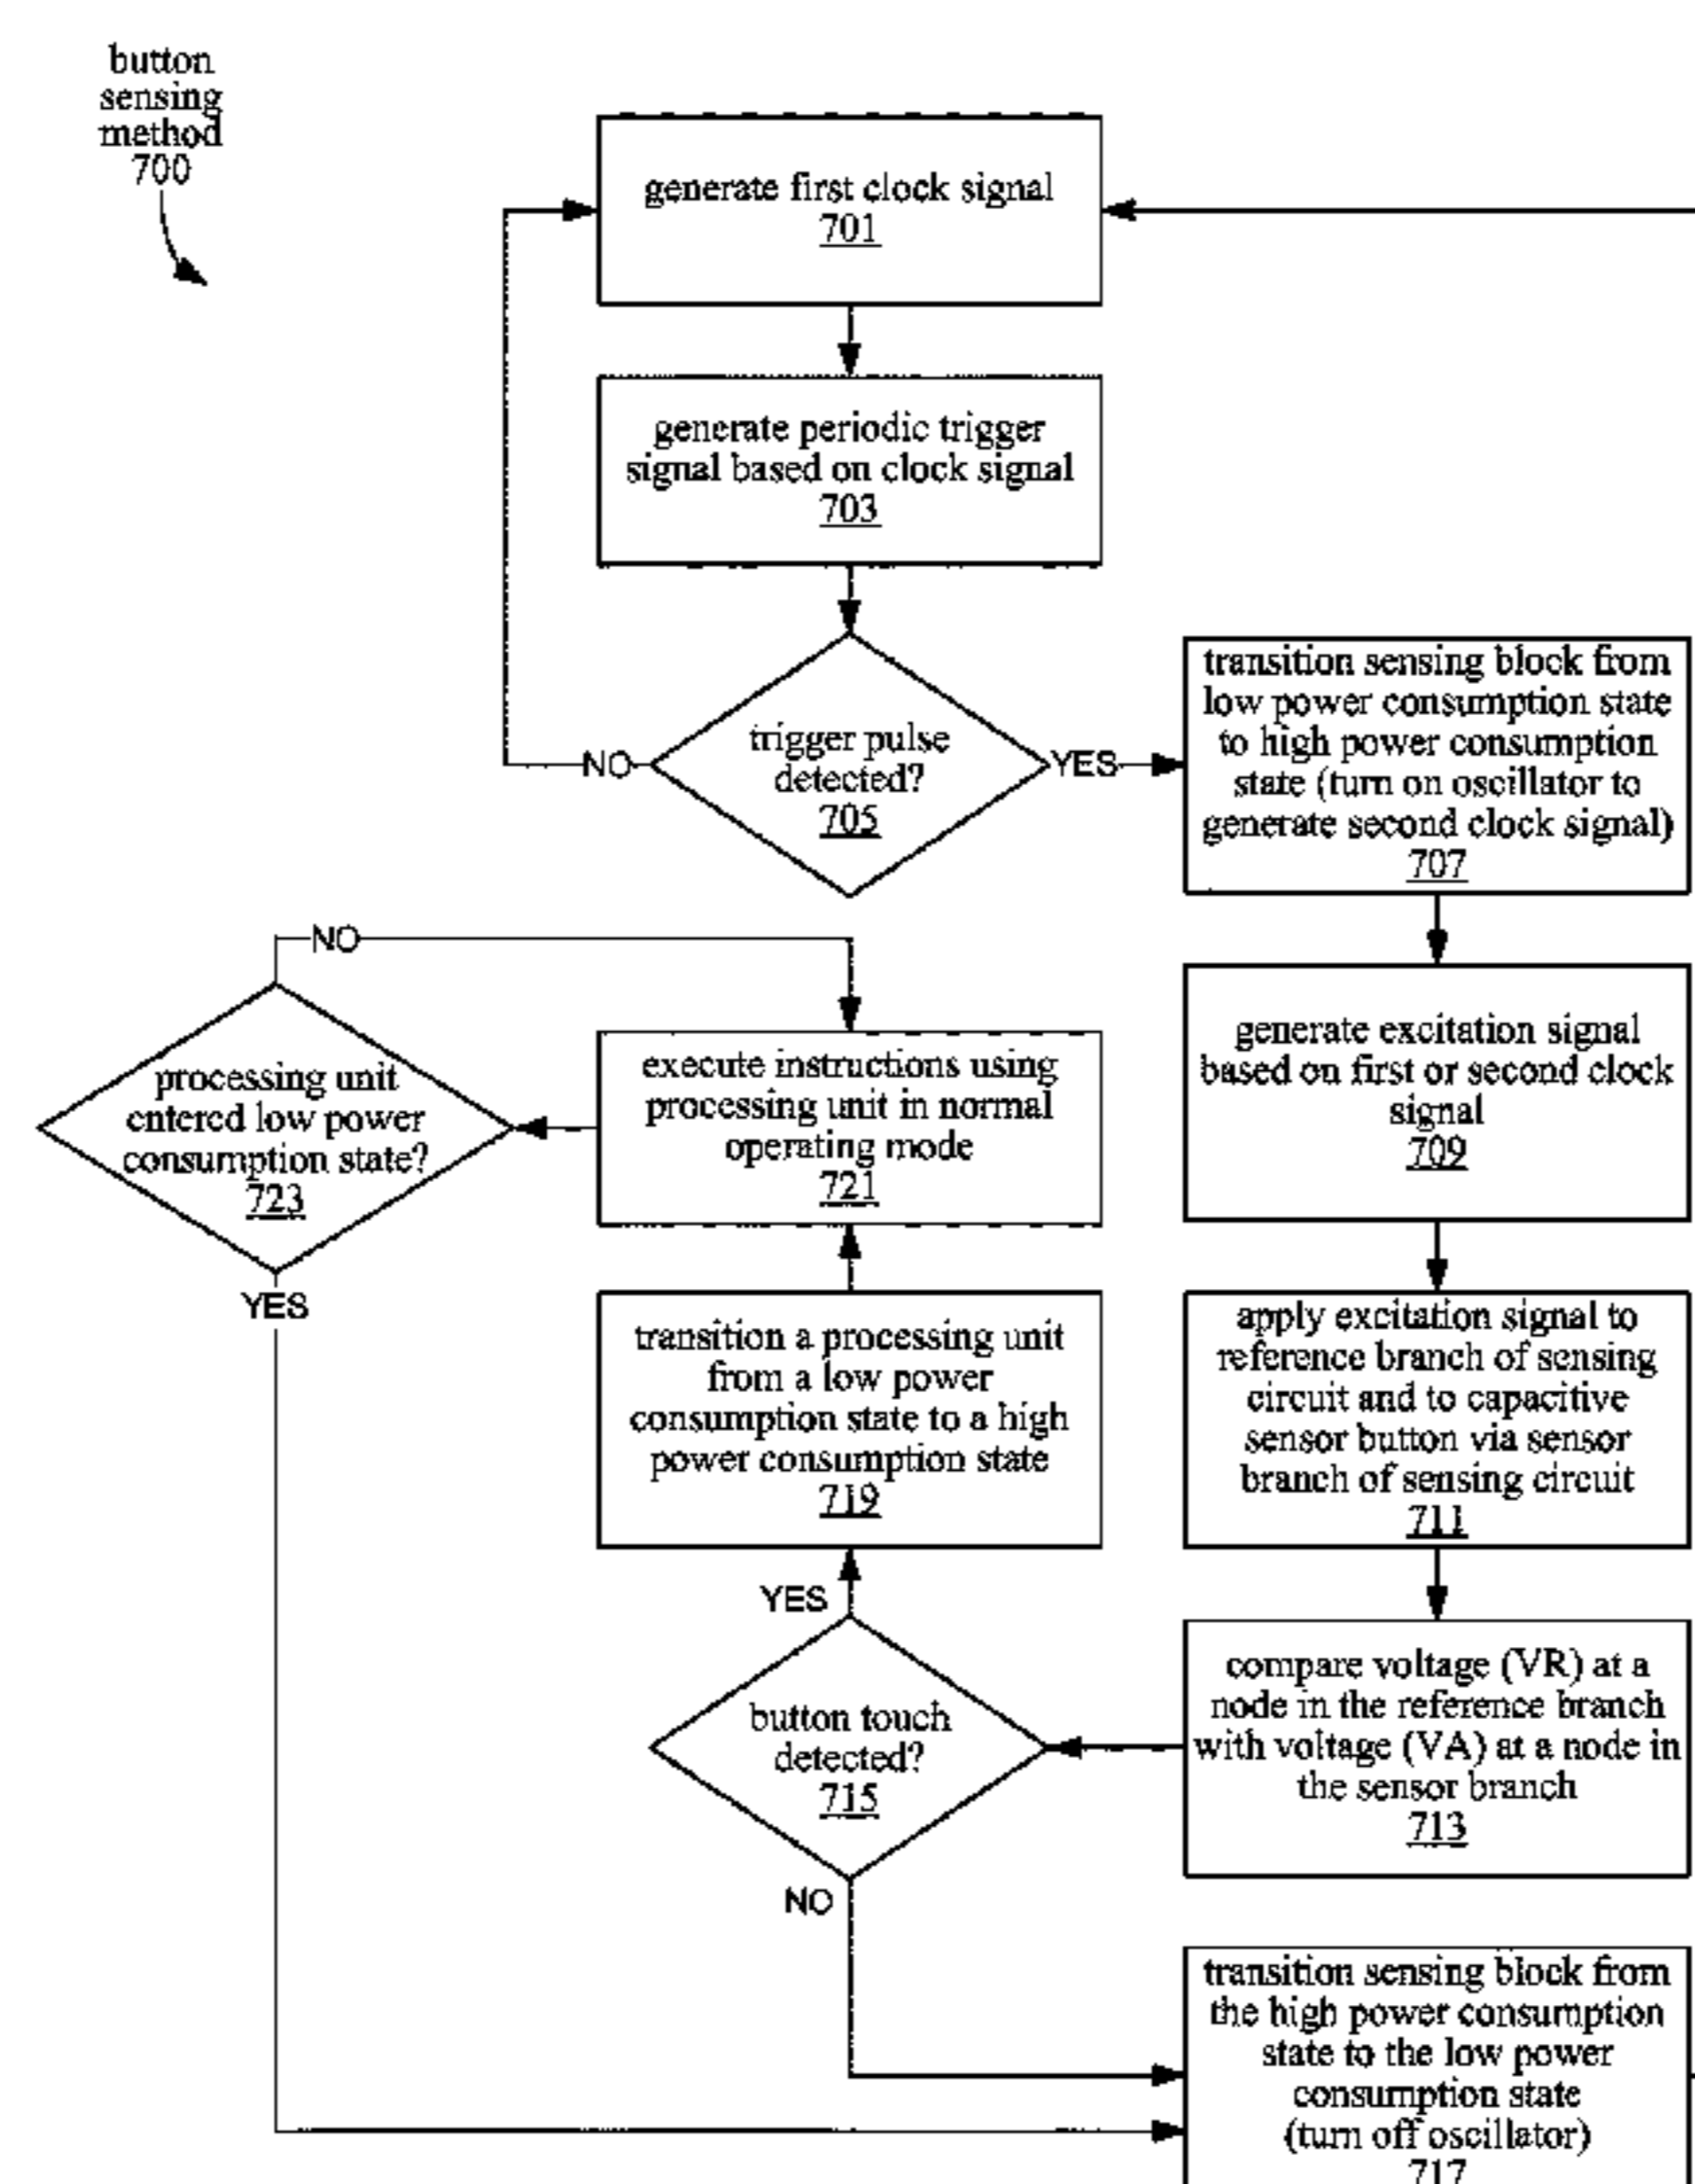 button
sensing
method
700
generate first clock signal
701
generate periodic trigger
signal based on clock signal
703
trigger pulse
detected?
705
NO
YES
transition sensing block from
low power consumption state
to high power consumption
state (turn on oscillator to
generate second clock signal)
707
generate excitation signal
based on first or second clock
signal
709
apply excitation signal to
reference branch of sensing
circuit and to capacitive
sensor button via sensor
branch of sensing circuit
711
compare voltage (VR) at a
node in the reference branch
with voltage (VA) at a node in
the sensor branch
713
button touch
detected?
715
YES
NO
transition a processing unit
from a low power
consumption state to a high
power consumption state
719
execute instructions using
processing unit in normal
operating mode
721
processing unit
entered low power
consumption state?
723
NO
YES
transition sensing block from
the high power consumption
state to the low power
consumption state
(turn off oscillator)
717